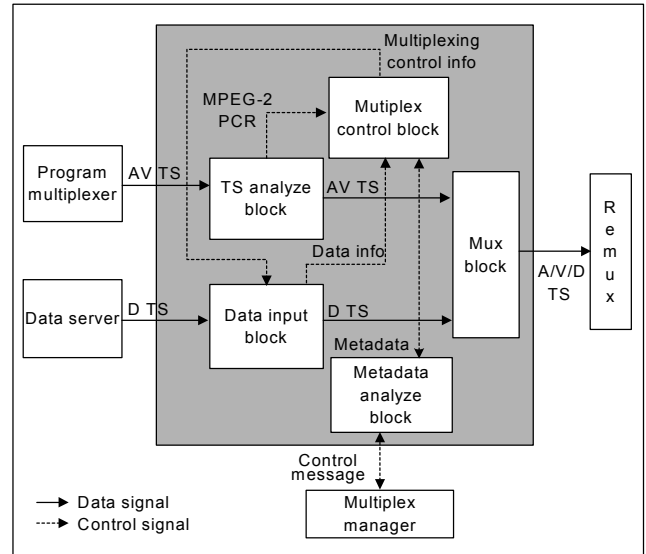 Multiplexing
control info
MPEG-2
PCR
Mutiplex
control block
Program
multiplexer
AV TS
TS analyze
block
AV TS
Mux
block
R
e
m
u
x
A/V/D
TS
Data info
Data server
D TS
Data input
block
D TS
Metadata
Metadata
analyze
block
Control
message
Multiplex
manager
Data signal
Control signal